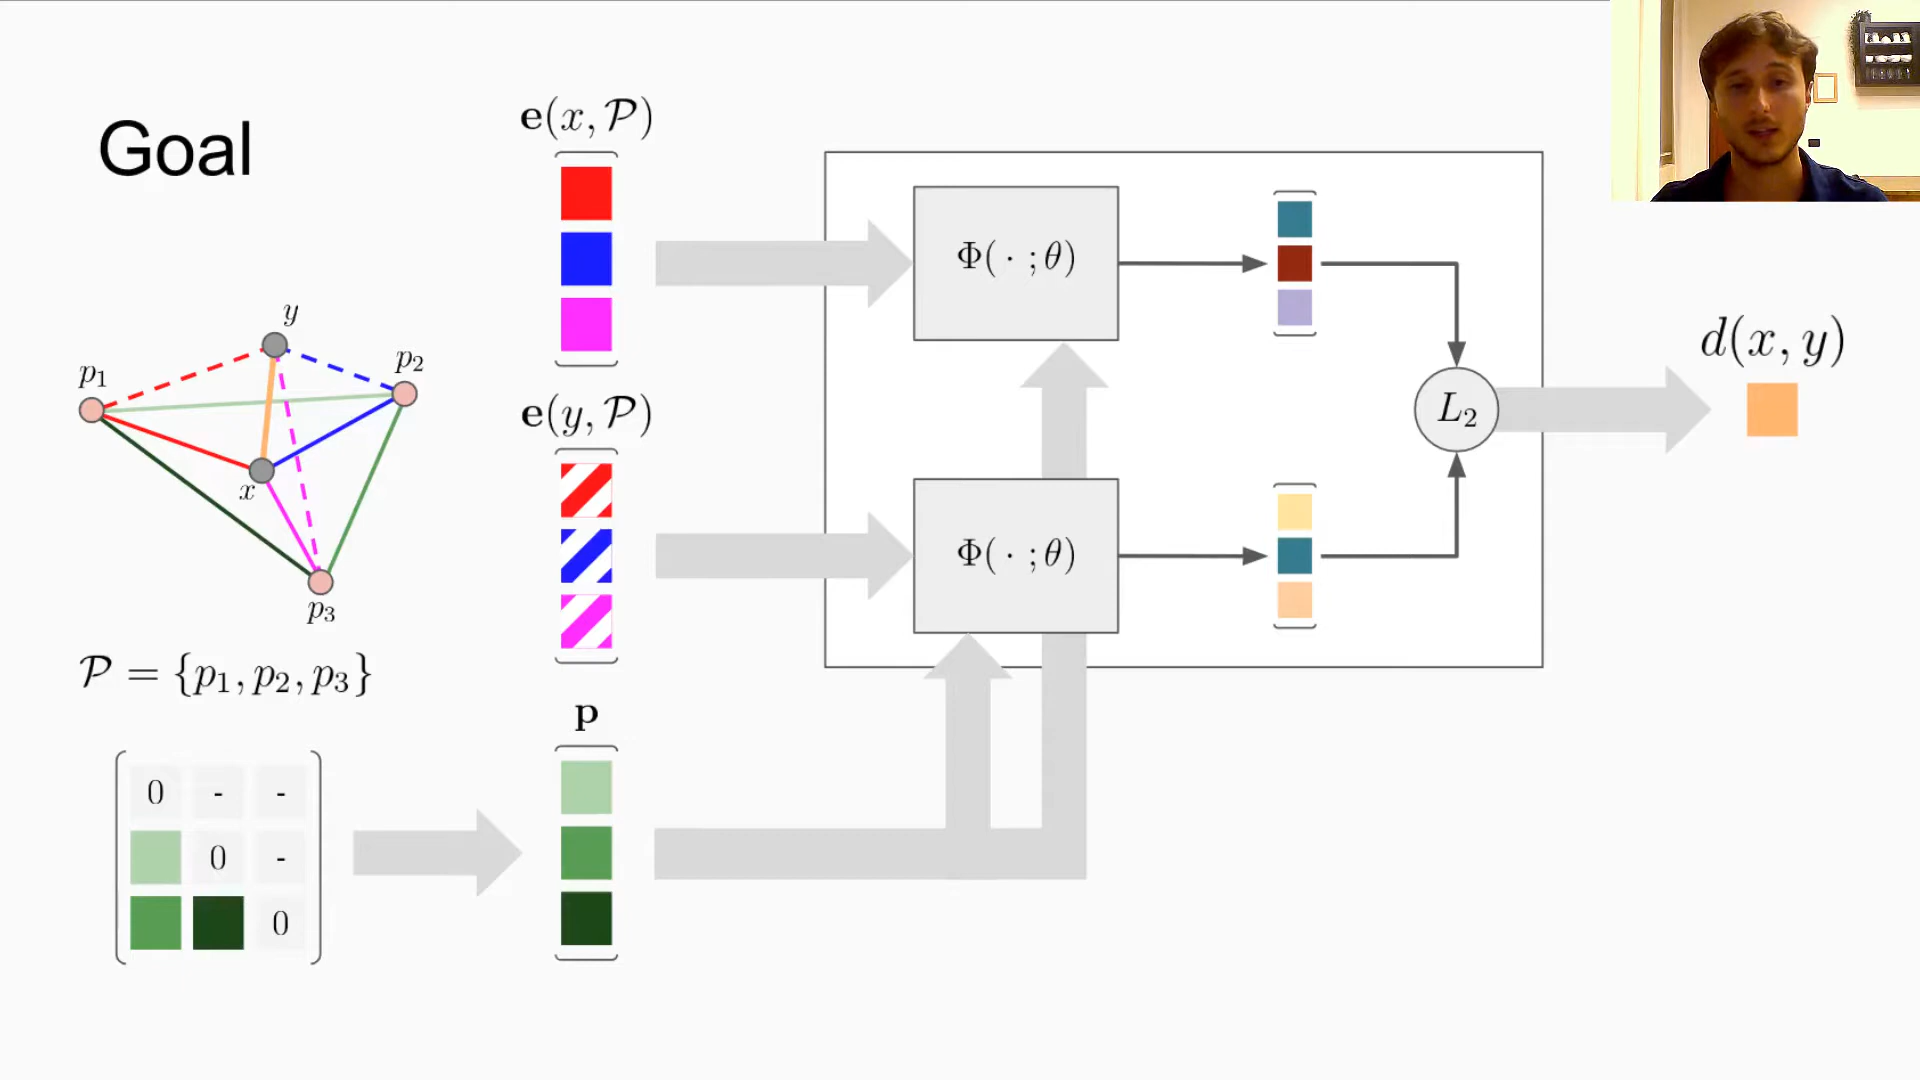 Goal
y
p₁
p₂
x
p₃
𝒫 = {p₁, p₂, p₃}
0 - -
0 -
0
e(x, 𝒫)
e(y, 𝒫)
p
Φ( · ; θ)
Φ( · ; θ)
L₂
d(x, y)